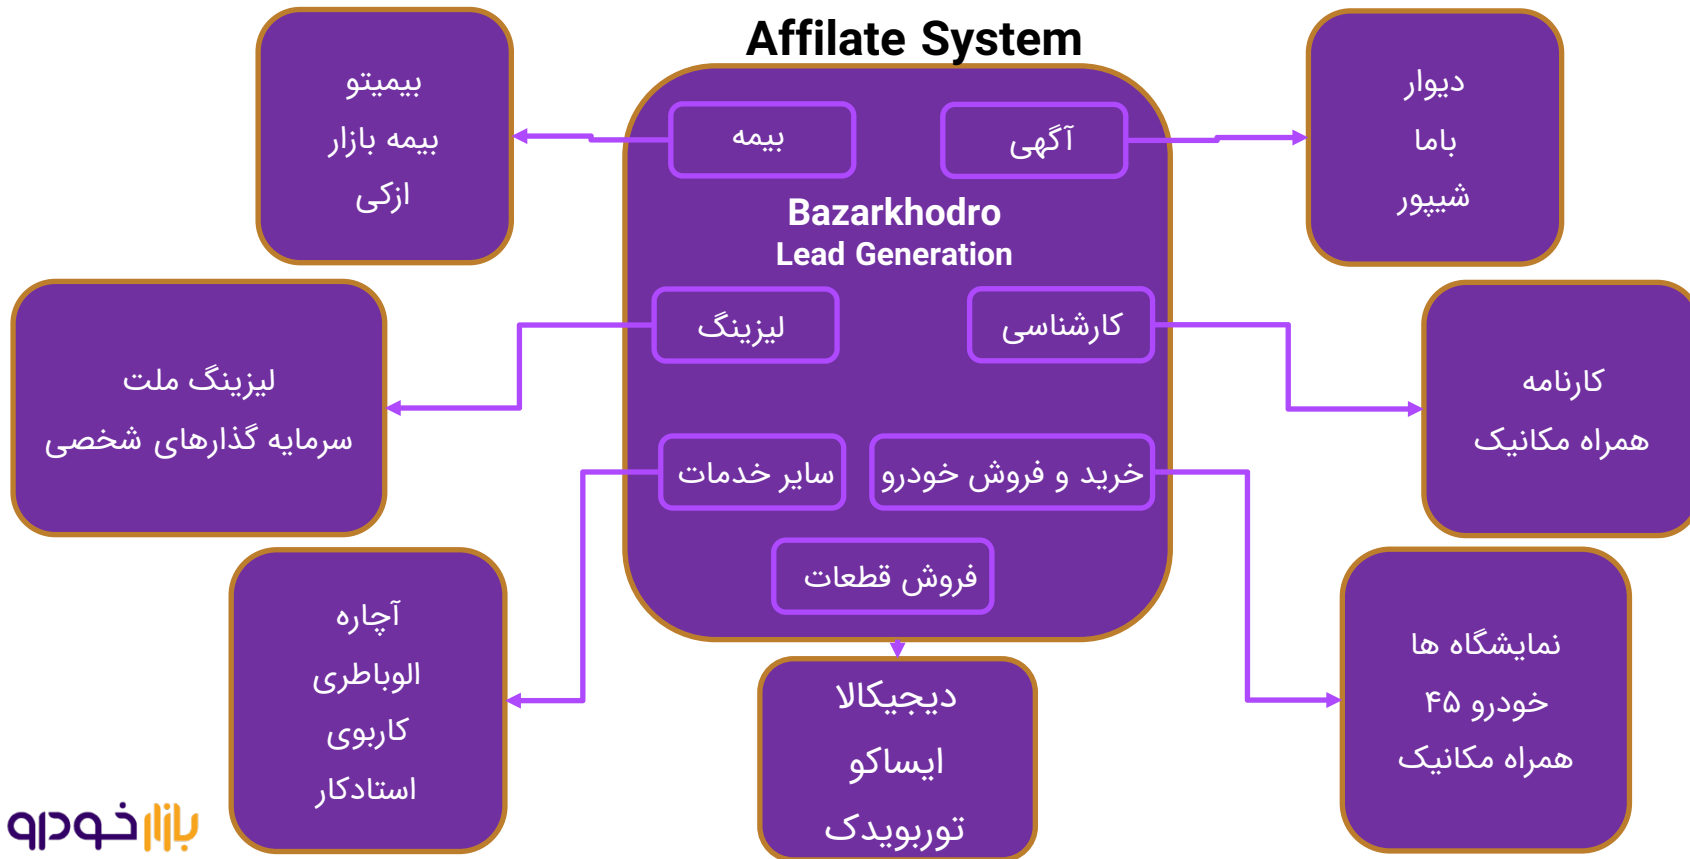 Affilate System
بیمیتو
بیمه بازار
ازکی
بیمه
آگهی
دیوار
باما
شیپور
Bazarkhodro
Lead Generation
لیزینگ
کارشناسی
لیزینگ ملت
سرمایه گذارهای شخصی
کارنامه
همراه مکانیک
سایر خدمات
خرید و فروش خودرو
فروش قطعات
آچاره
الوباطری
کاربوی
استادکار
دیجیکالا
ایساکو
توربویدک
نمایشگاه ها
خودرو ۴۵
همراه مکانیک
بازار خودرو